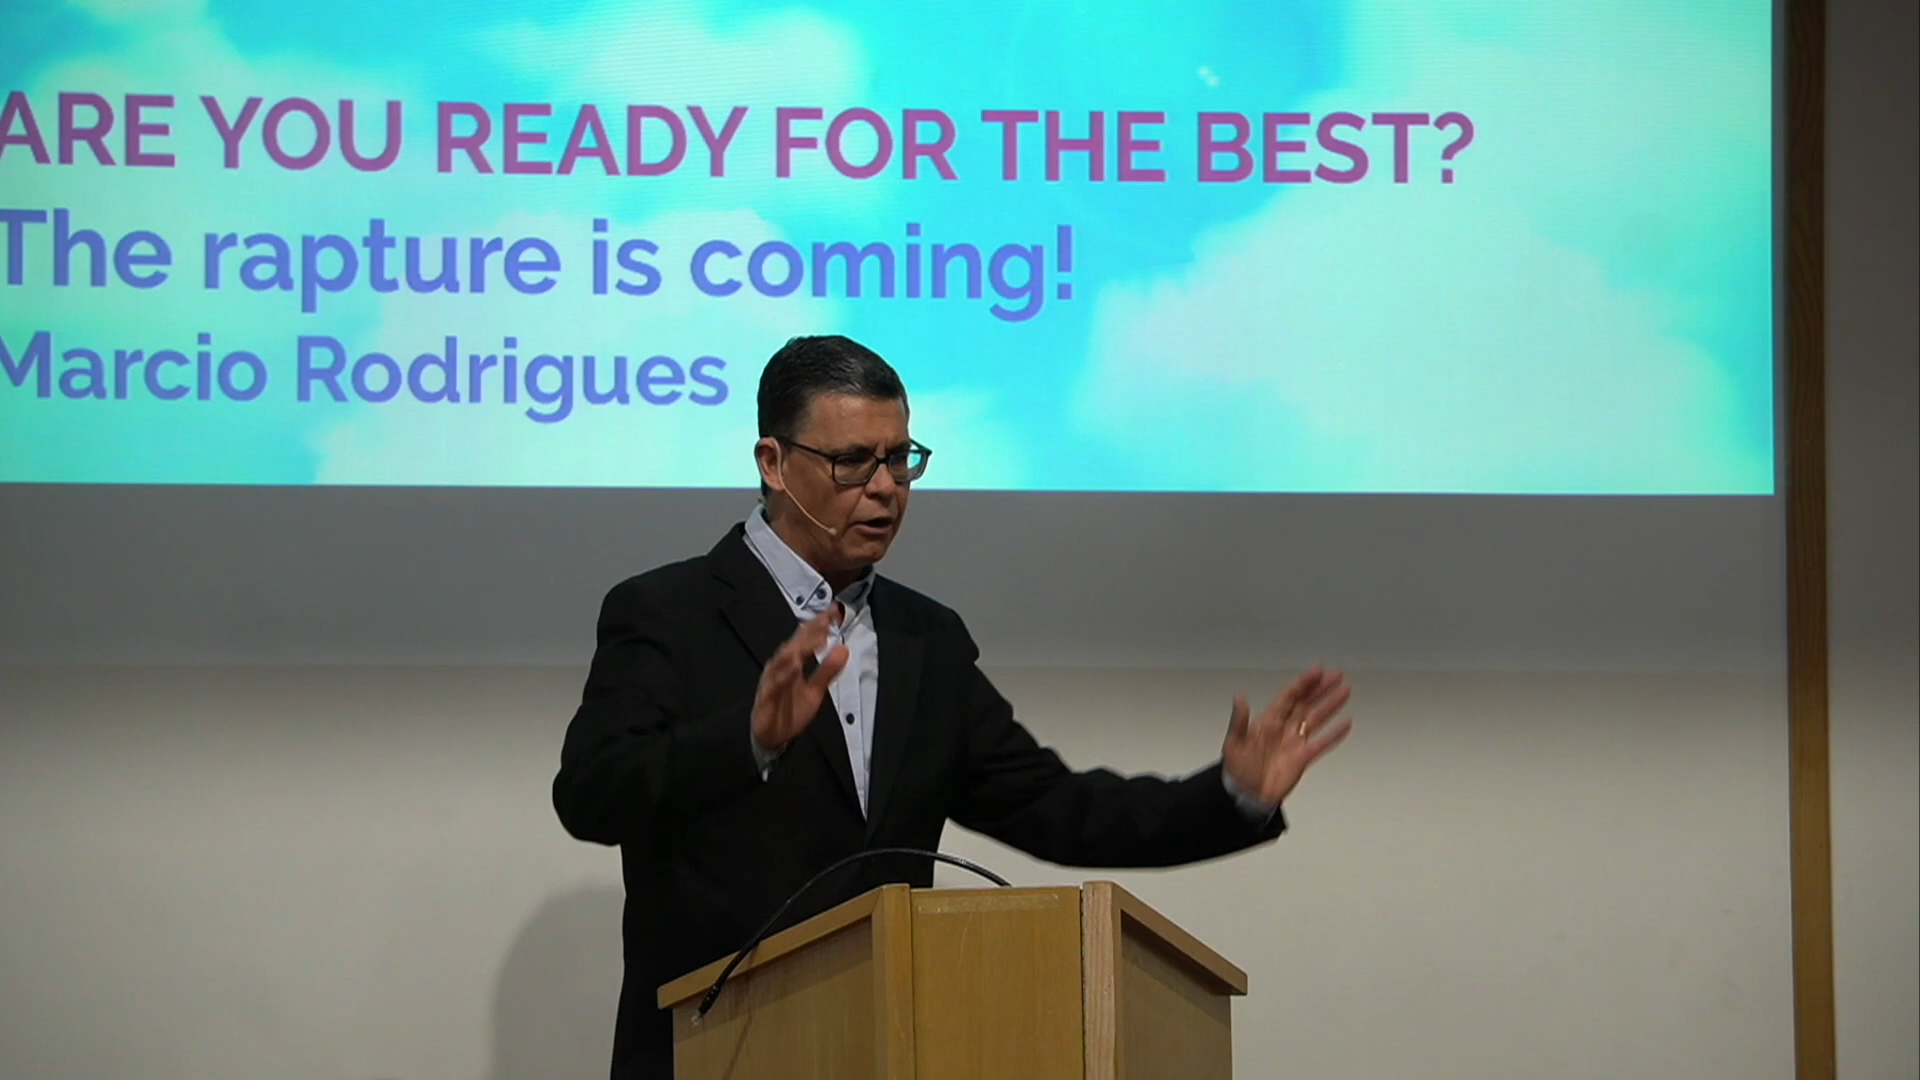 ARE YOU READY FOR THE BEST?
The rapture is coming!
Marcio Rodrigues